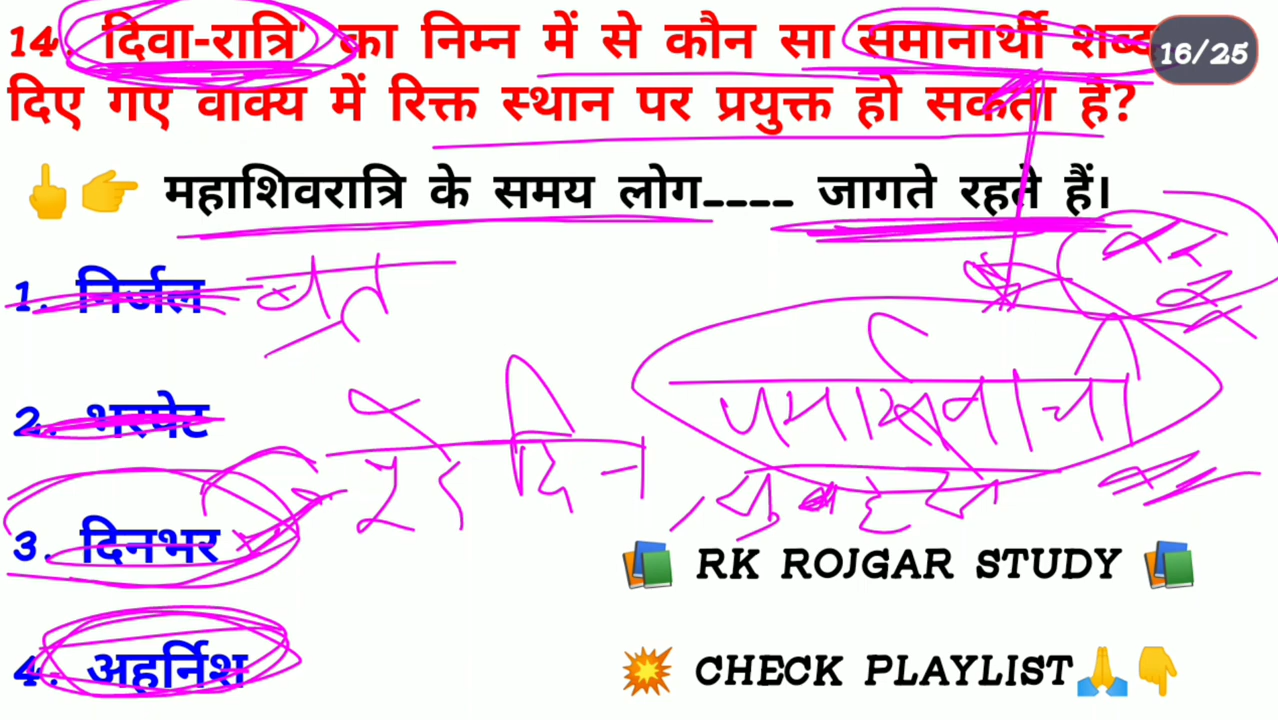 14. 'दिवा-रात्रि' का निम्न में से कौन सा समानार्थी शब्द
16/25
दिए गए वाक्य में रिक्त स्थान पर प्रयुक्त हो सकता है?
महाशिवरात्रि के समय लोग---- जागते रहते हैं।
1. निर्जल
2. भरपेट
3. दिनभर
4. अहर्निश
RK ROJGAR STUDY
CHECK PLAYLIST